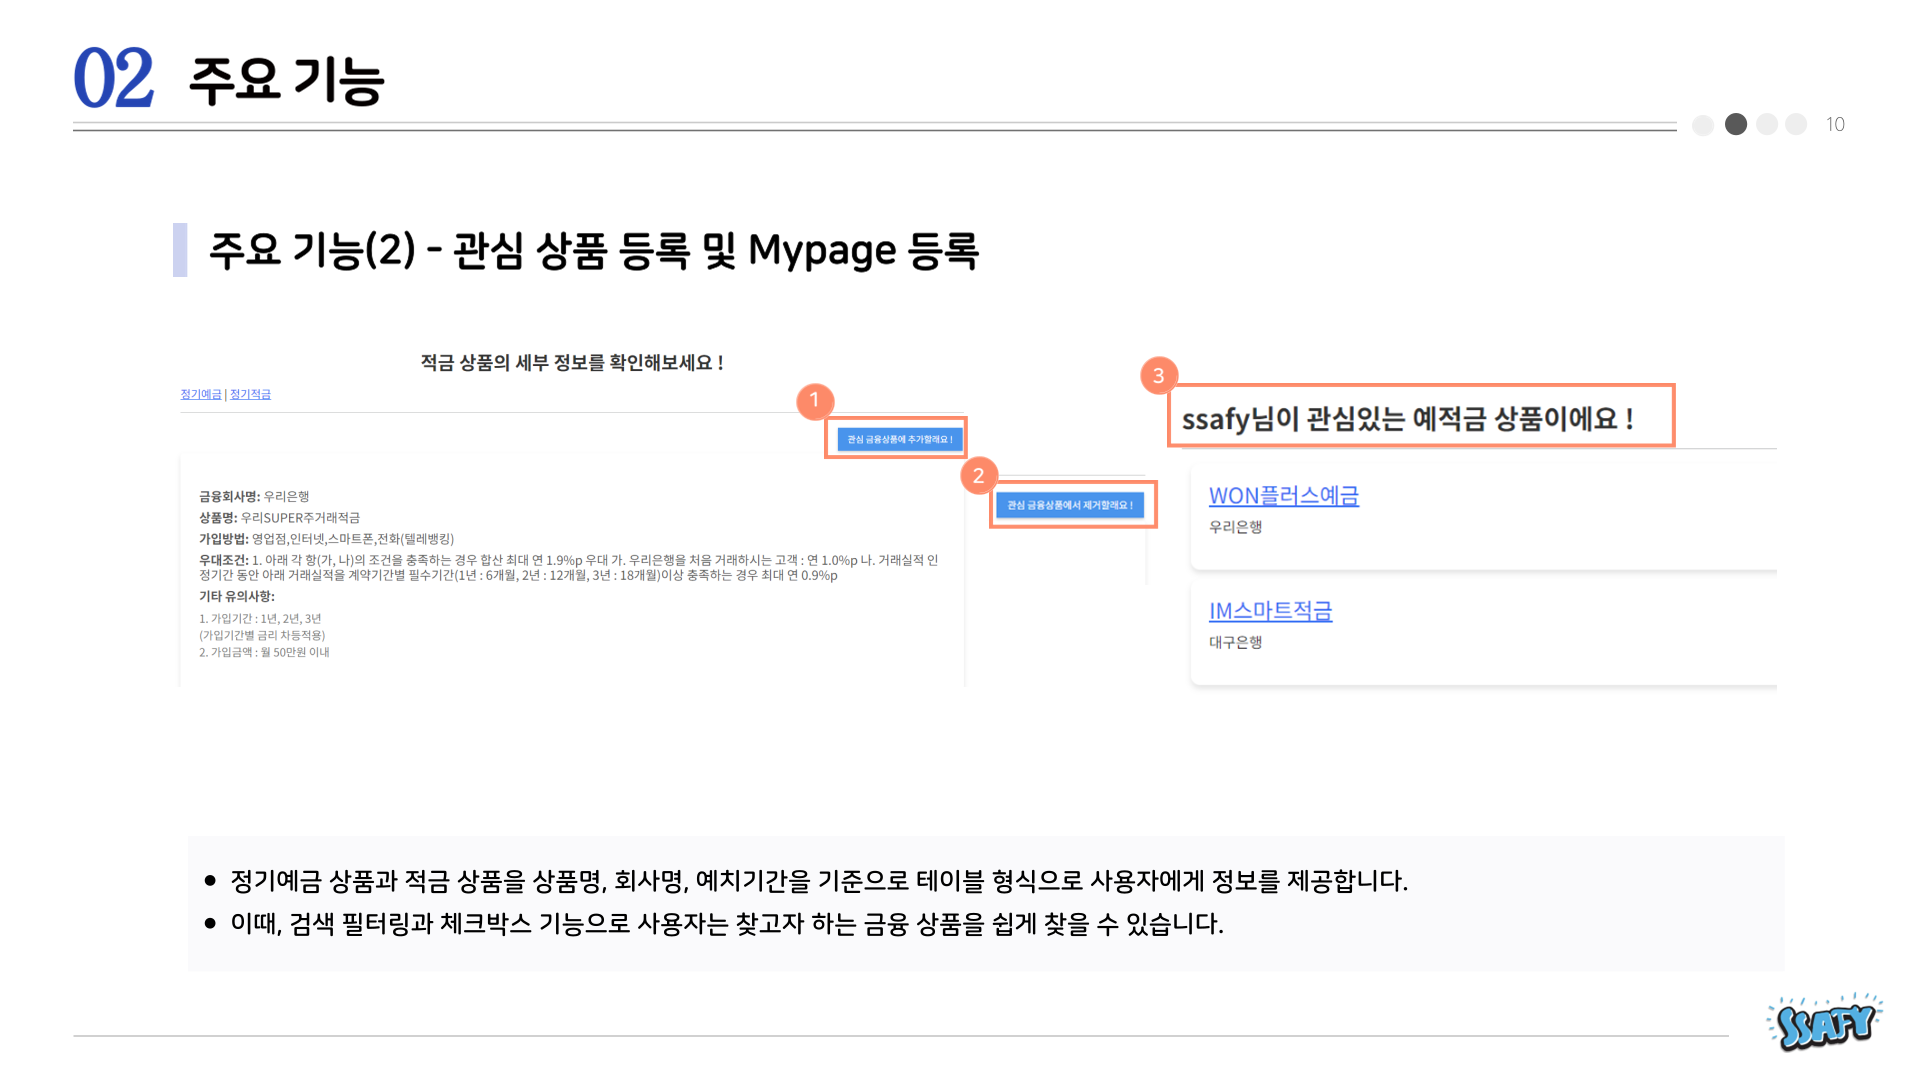 02 주요 기능
10
주요 기능(2) - 관심 상품 등록 및 Mypage 등록
적금 상품의 세부 정보를 확인해보세요 !
정기예금 | 정기적금
1
관심 금융상품에 추가할래요 !
금융회사명: 우리은행
상품명: 우리SUPER주거래적금
가입방법: 영업점,인터넷,스마트폰,전화(텔레뱅킹)
우대조건: 1. 아래 각 항(가, 나)의 조건을 충족하는 경우 합산 최대 연 1.9%p 우대 가. 우리은행을 처음 거래하시는 고객 : 연 1.0%p 나. 거래실적 인
정기간 동안 아래 거래실적을 계약기간별 필수기간(1년 : 6개월, 2년 : 12개월, 3년 : 18개월)이상 충족하는 경우 최대 연 0.9%p
기타 유의사항:
1. 가입기간 : 1년, 2년, 3년
(가입기간별 금리 차등적용)
2. 가입금액 : 월 50만원 이내
2
관심 금융상품에서 제거할래요 !
3
ssafy님이 관심있는 예적금 상품이에요 !
WON플러스예금
우리은행
IM스마트적금
대구은행
● 정기예금 상품과 적금 상품을 상품명, 회사명, 예치기간을 기준으로 테이블 형식으로 사용자에게 정보를 제공합니다.
● 이때, 검색 필터링과 체크박스 기능으로 사용자는 찾고자 하는 금융 상품을 쉽게 찾을 수 있습니다.
SSAFY